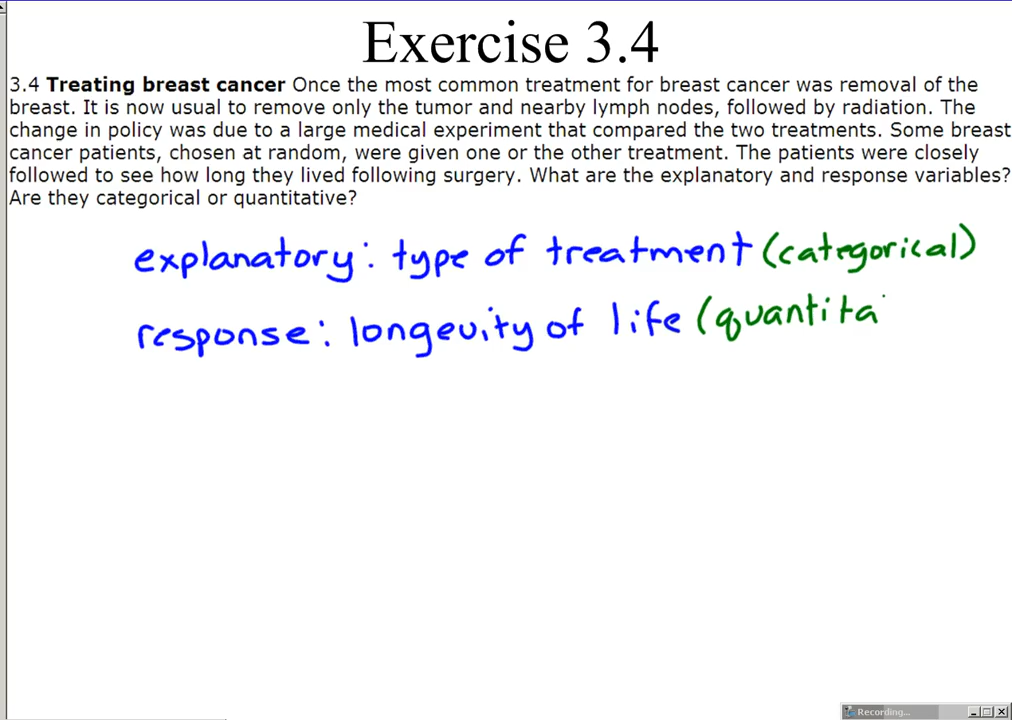 Exercise 3.4
3.4 Treating breast cancer Once the most common treatment for breast cancer was removal of the
breast. It is now usual to remove only the tumor and nearby lymph nodes, followed by radiation. The
change in policy was due to a large medical experiment that compared the two treatments. Some breast
cancer patients, chosen at random, were given one or the other treatment. The patients were closely
followed to see how long they lived following surgery. What are the explanatory and response variables?
Are they categorical or quantitative?
explanatory: type of treatment (categorical)
response: longevity of life (quantita
Recording...